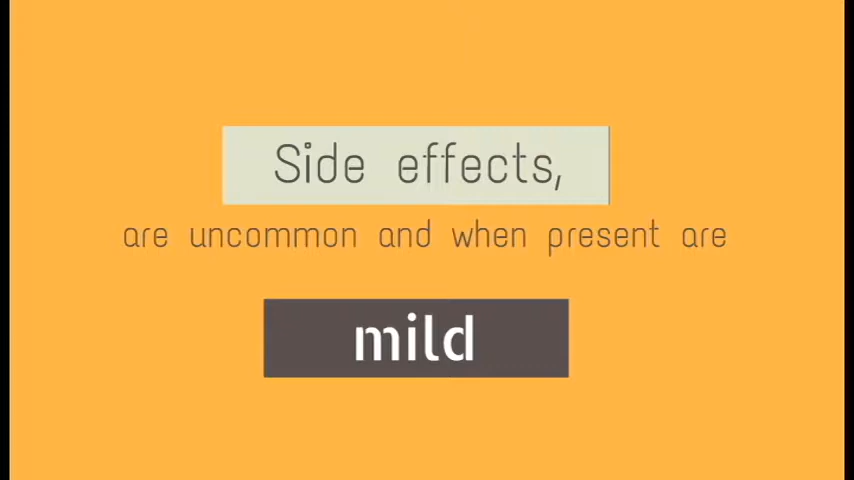 Side effects,
are uncommon and when present are
mild